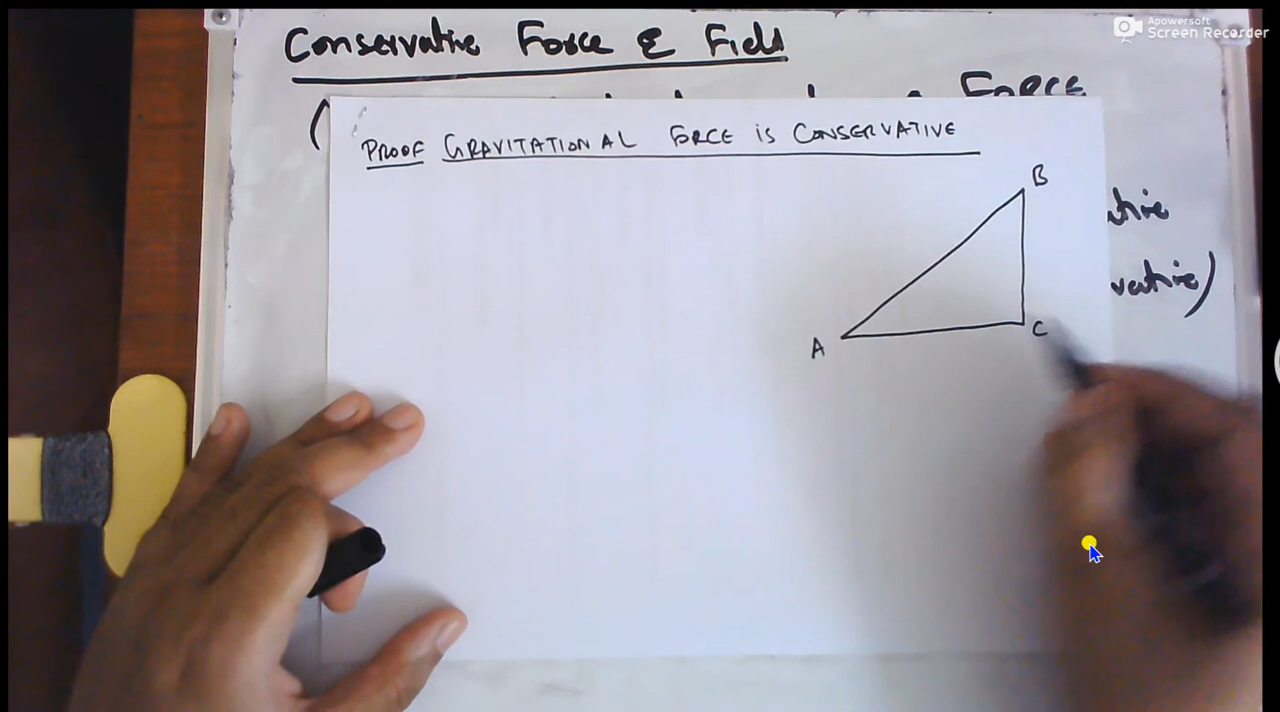 Apowersoft
Screen Recorder
Conservative Force & Field
Force
PROOF GRAVITATIONAL FORCE IS CONSERVATIVE
B
A
C